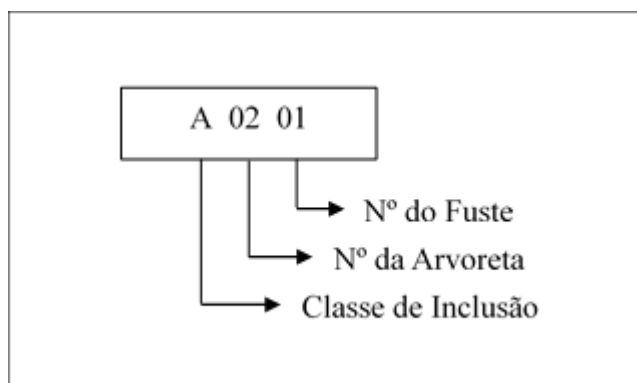 A 02 01
Nº do Fuste
Nº da Arvoreta
Classe de Inclusão